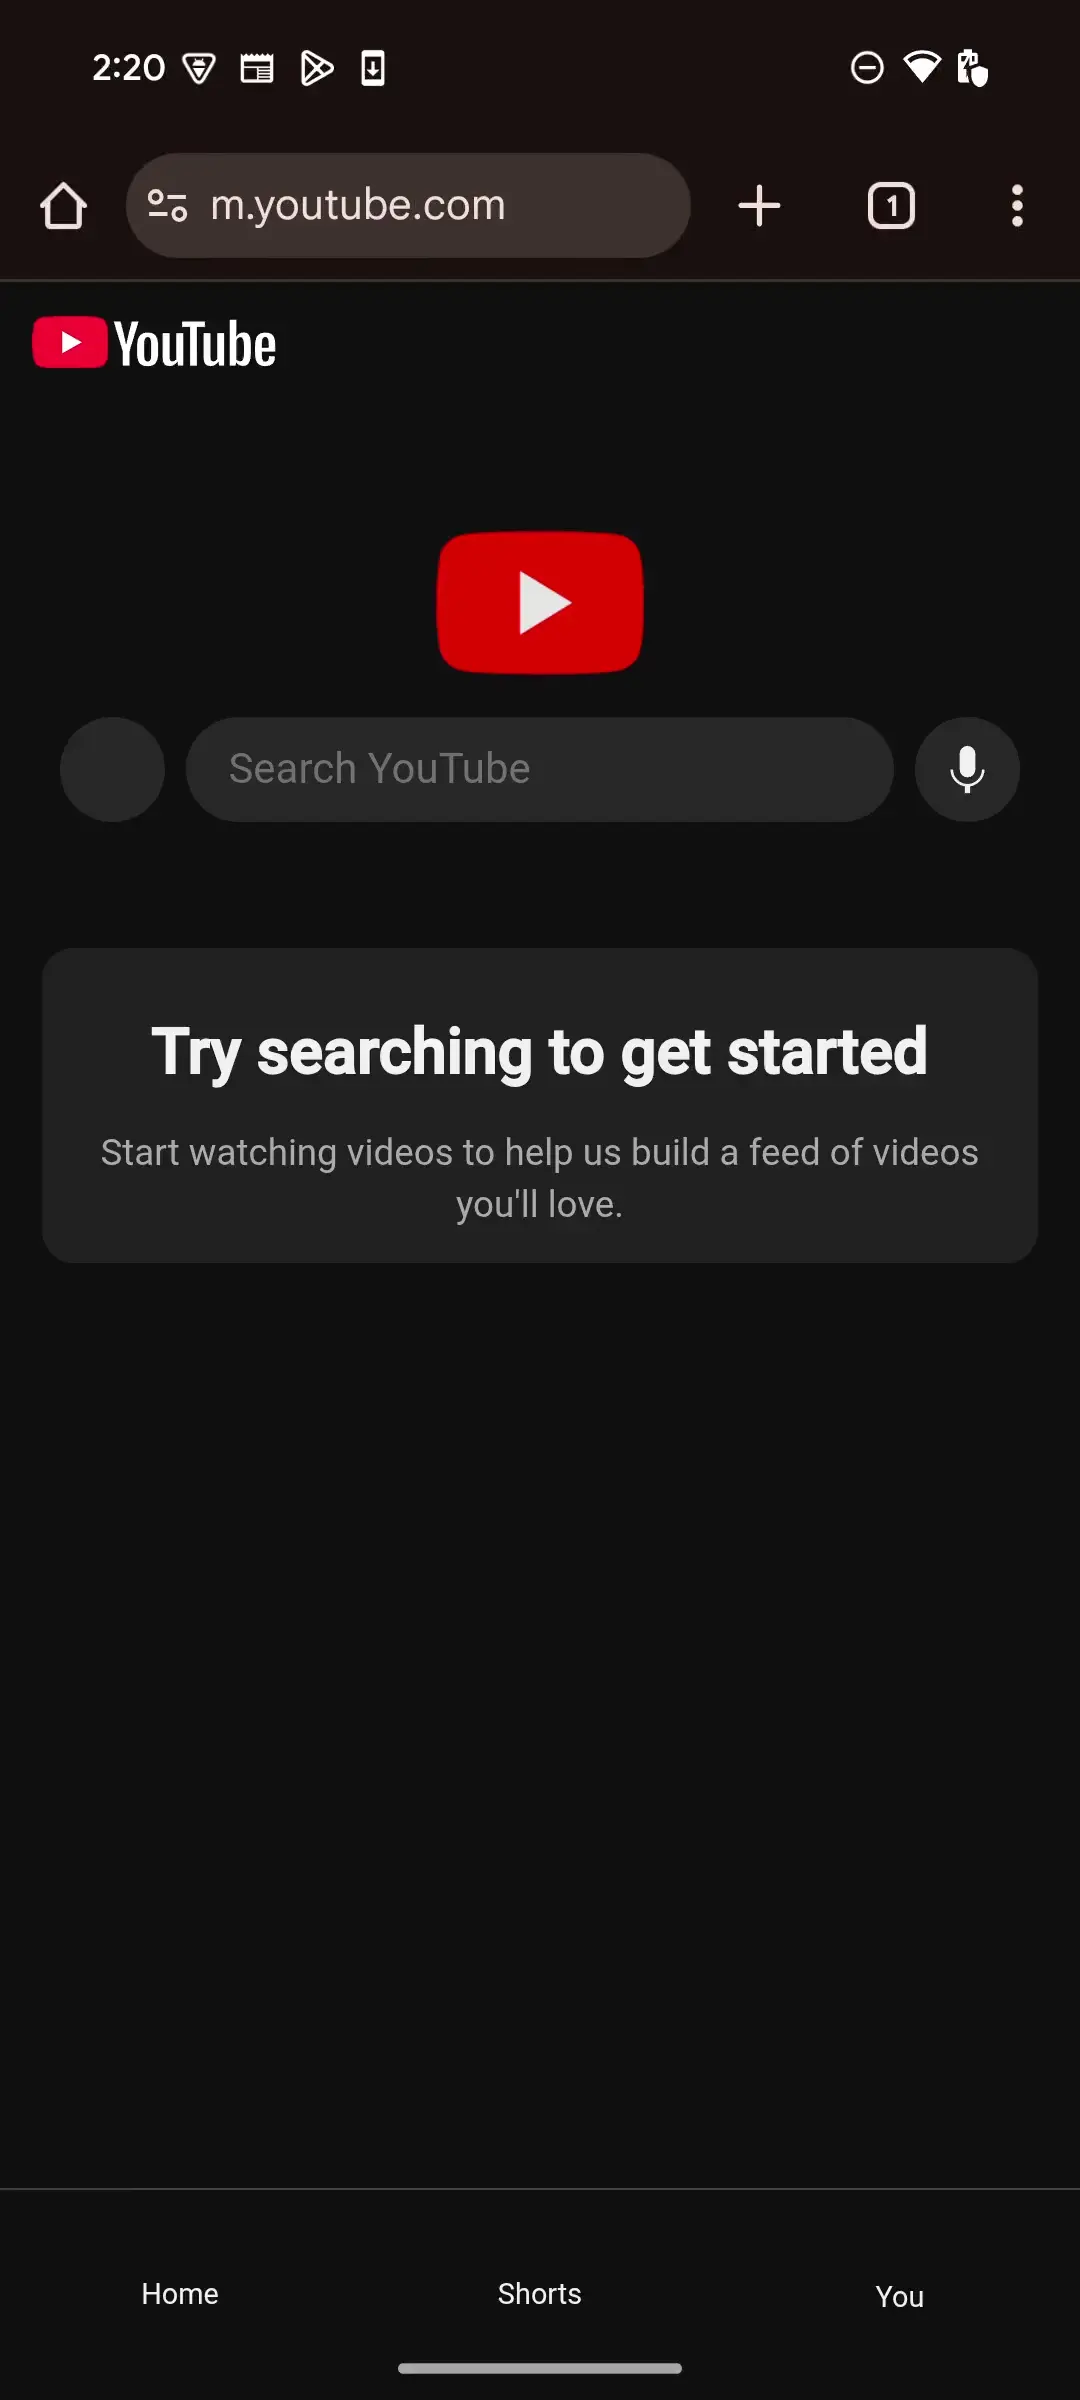 2:20
m.youtube.com
1
YouTube
Search YouTube
Try searching to get started
Start watching videos to help us build a feed of videos
you'll love.
Home
Shorts
You